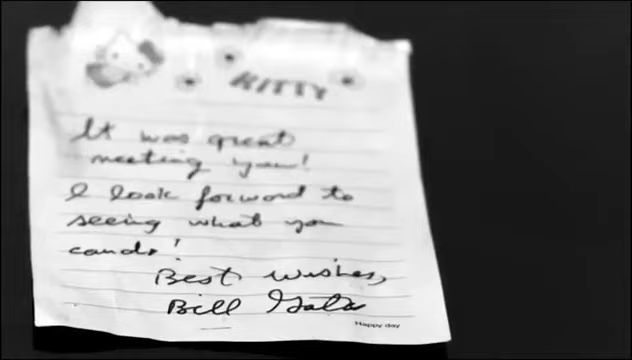 KITTY
It was great
meeting you!
I look forward to
seeing what you
can do!
Best wishes,
Bill Gates
Happy day